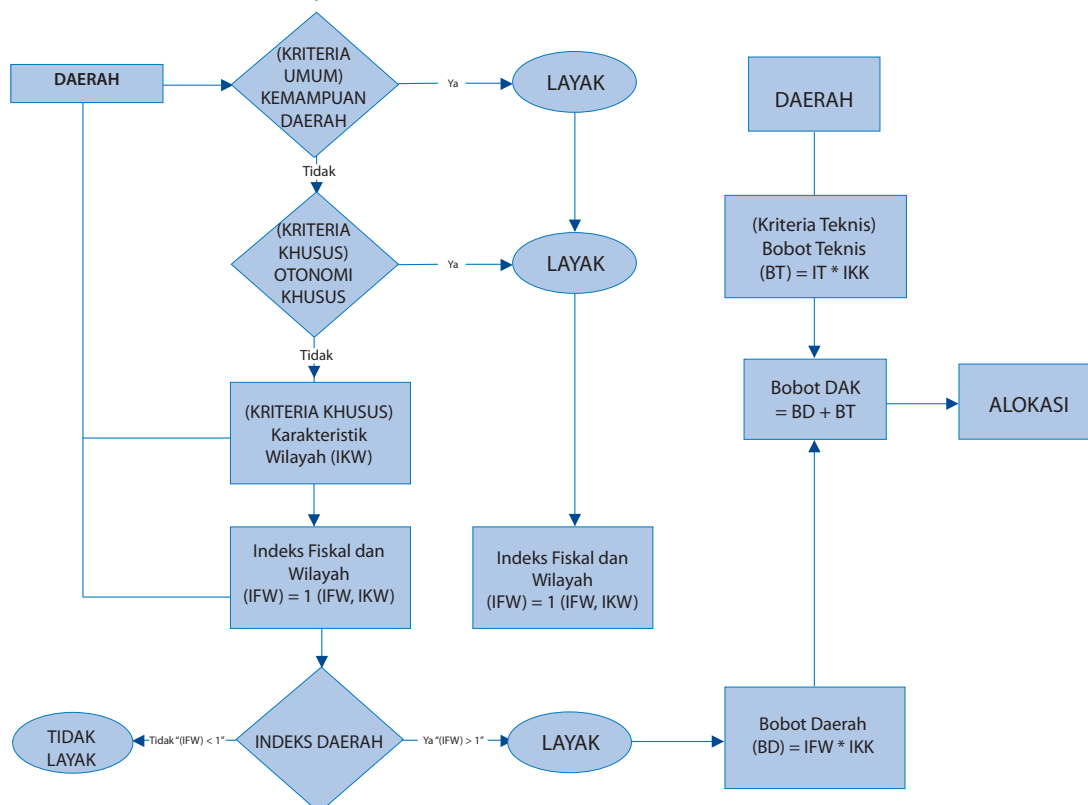 DAERAH
(KRITERIA
UMUM)
KEMAMPUAN
DAERAH
Ya
LAYAK
Tidak
(KRITERIA
KHUSUS)
OTONOMI
KHUSUS
Ya
LAYAK
Tidak
(KRITERIA KHUSUS)
Karakteristik
Wilayah (IKW)
Indeks Fiskal dan
Wilayah
(IFW) = 1 (IFW, IKW)
Indeks Fiskal dan
Wilayah
(IFW) = 1 (IFW, IKW)
INDEKS DAERAH
Tidak “(IFW) < 1”
TIDAK
LAYAK
Ya “(IFW) > 1”
LAYAK
Bobot Daerah
(BD) = IFW * IKK
DAERAH
(Kriteria Teknis)
Bobot Teknis
(BT) = IT * IKK
Bobot DAK
= BD + BT
ALOKASI